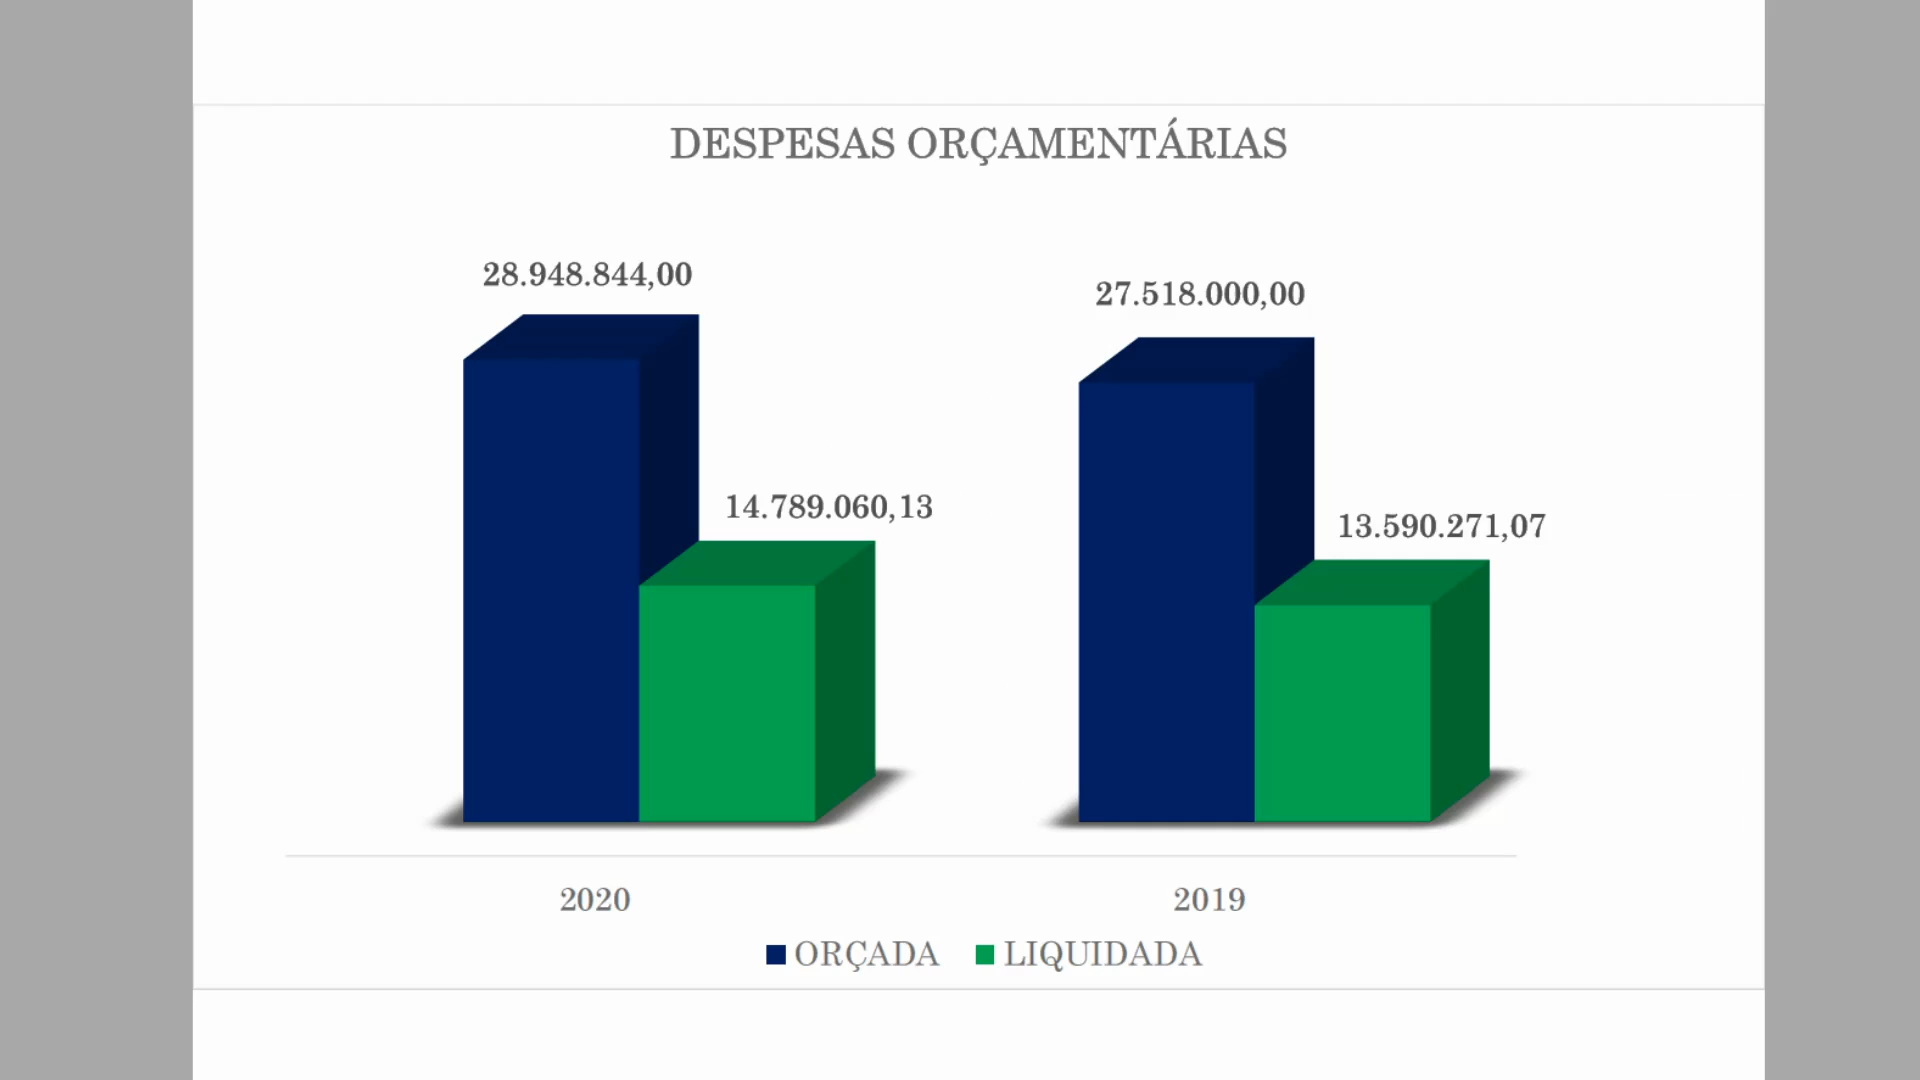 DESPESAS ORÇAMENTÁRIAS
28.948.844,00
27.518.000,00
14.789.060,13
13.590.271,07
2020 2019
ORÇADA LIQUIDADA